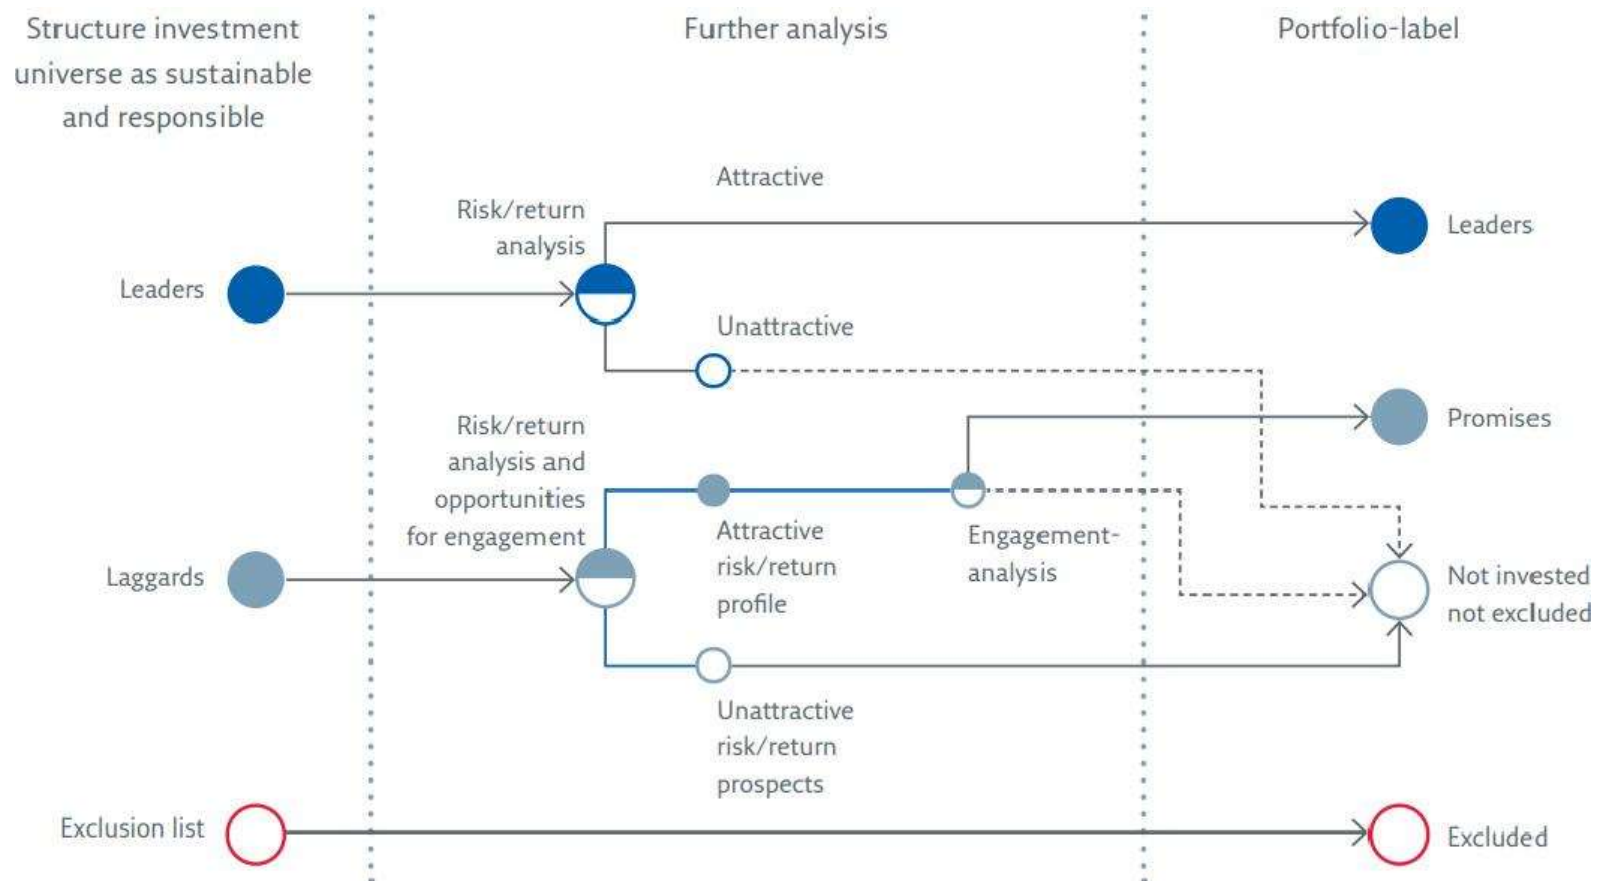 Structure investment
universe as sustainable
and responsible
Further analysis
Portfolio-label
Attractive
Risk/return
analysis
Leaders
Leaders
Unattractive
Risk/return
analysis and
opportunities
for engagement
Promises
Attractive
risk/return
profile
Engagement-
analysis
Laggards
Not invested
not excluded
Unattractive
risk/return
prospects
Exclusion list
Excluded